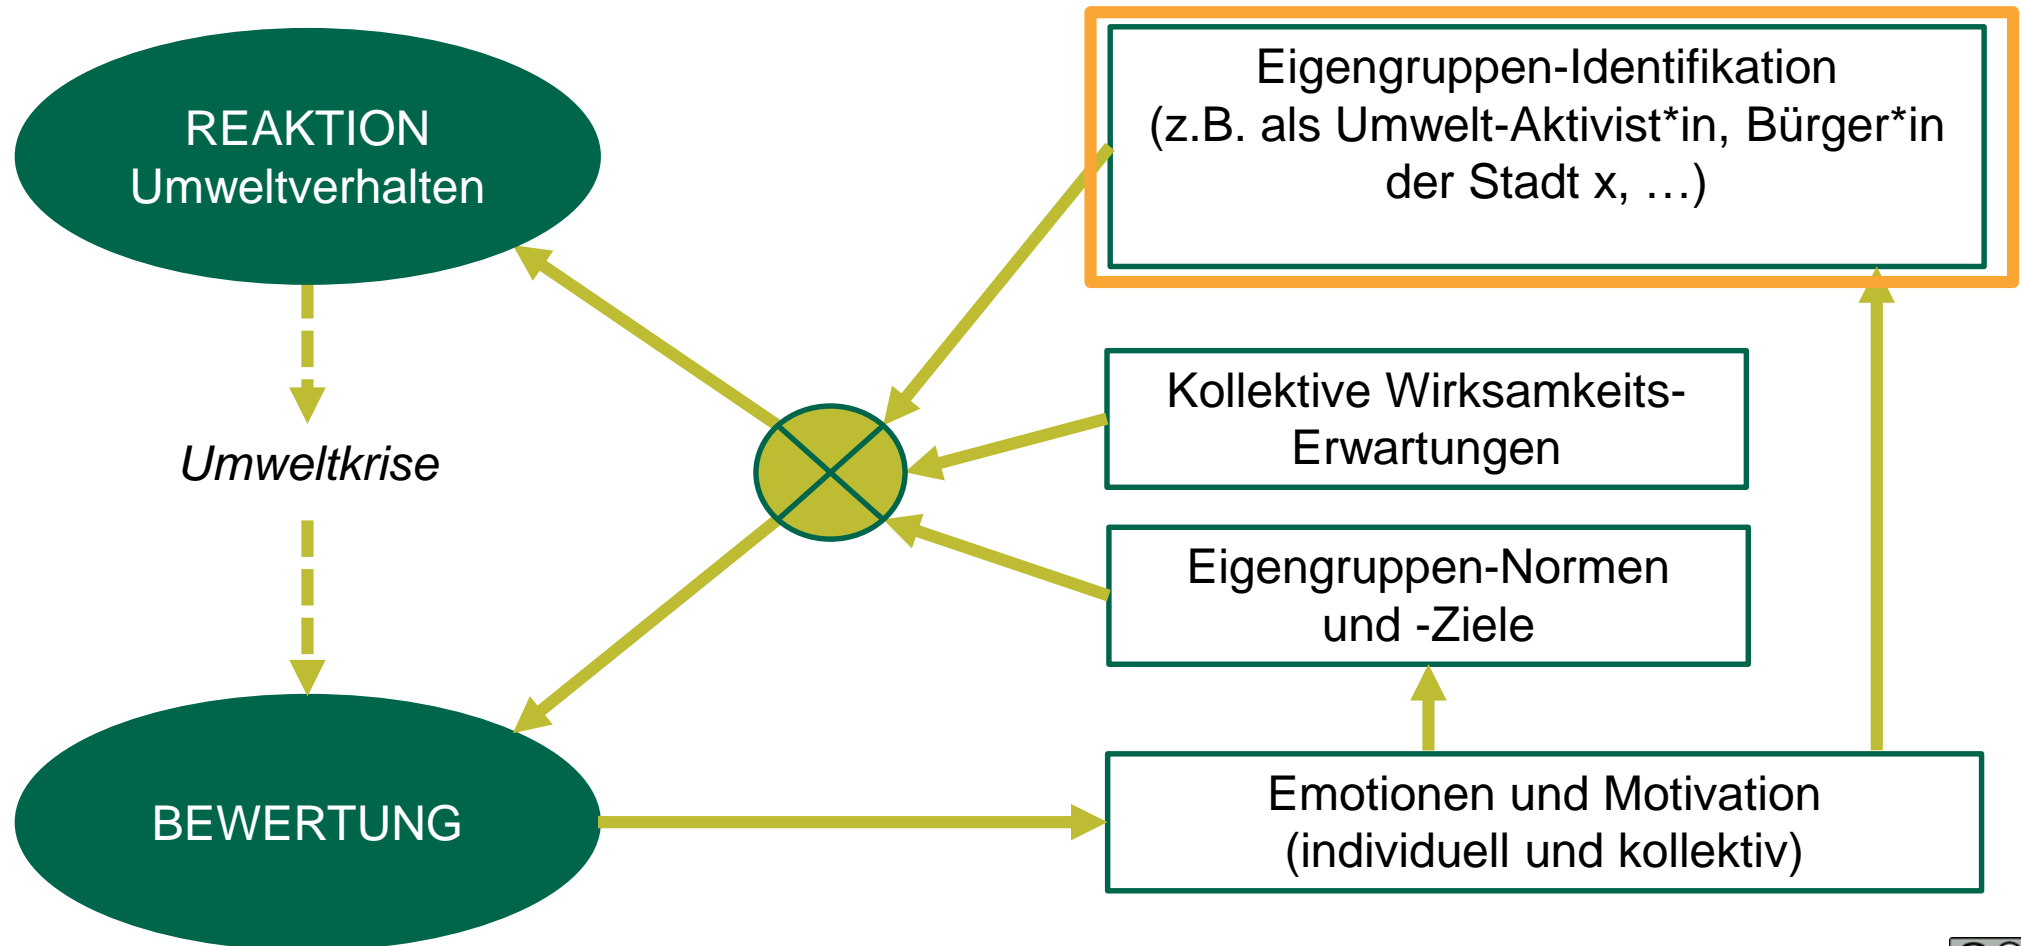 REAKTION
Umweltverhalten
Eigengruppen-Identifikation
(z.B. als Umwelt-Aktivist*in, Bürger*in
der Stadt x, …)
Umweltkrise
Kollektive Wirksamkeits-
Erwartungen
Eigengruppen-Normen
und -Ziele
BEWERTUNG
Emotionen und Motivation
(individuell und kollektiv)